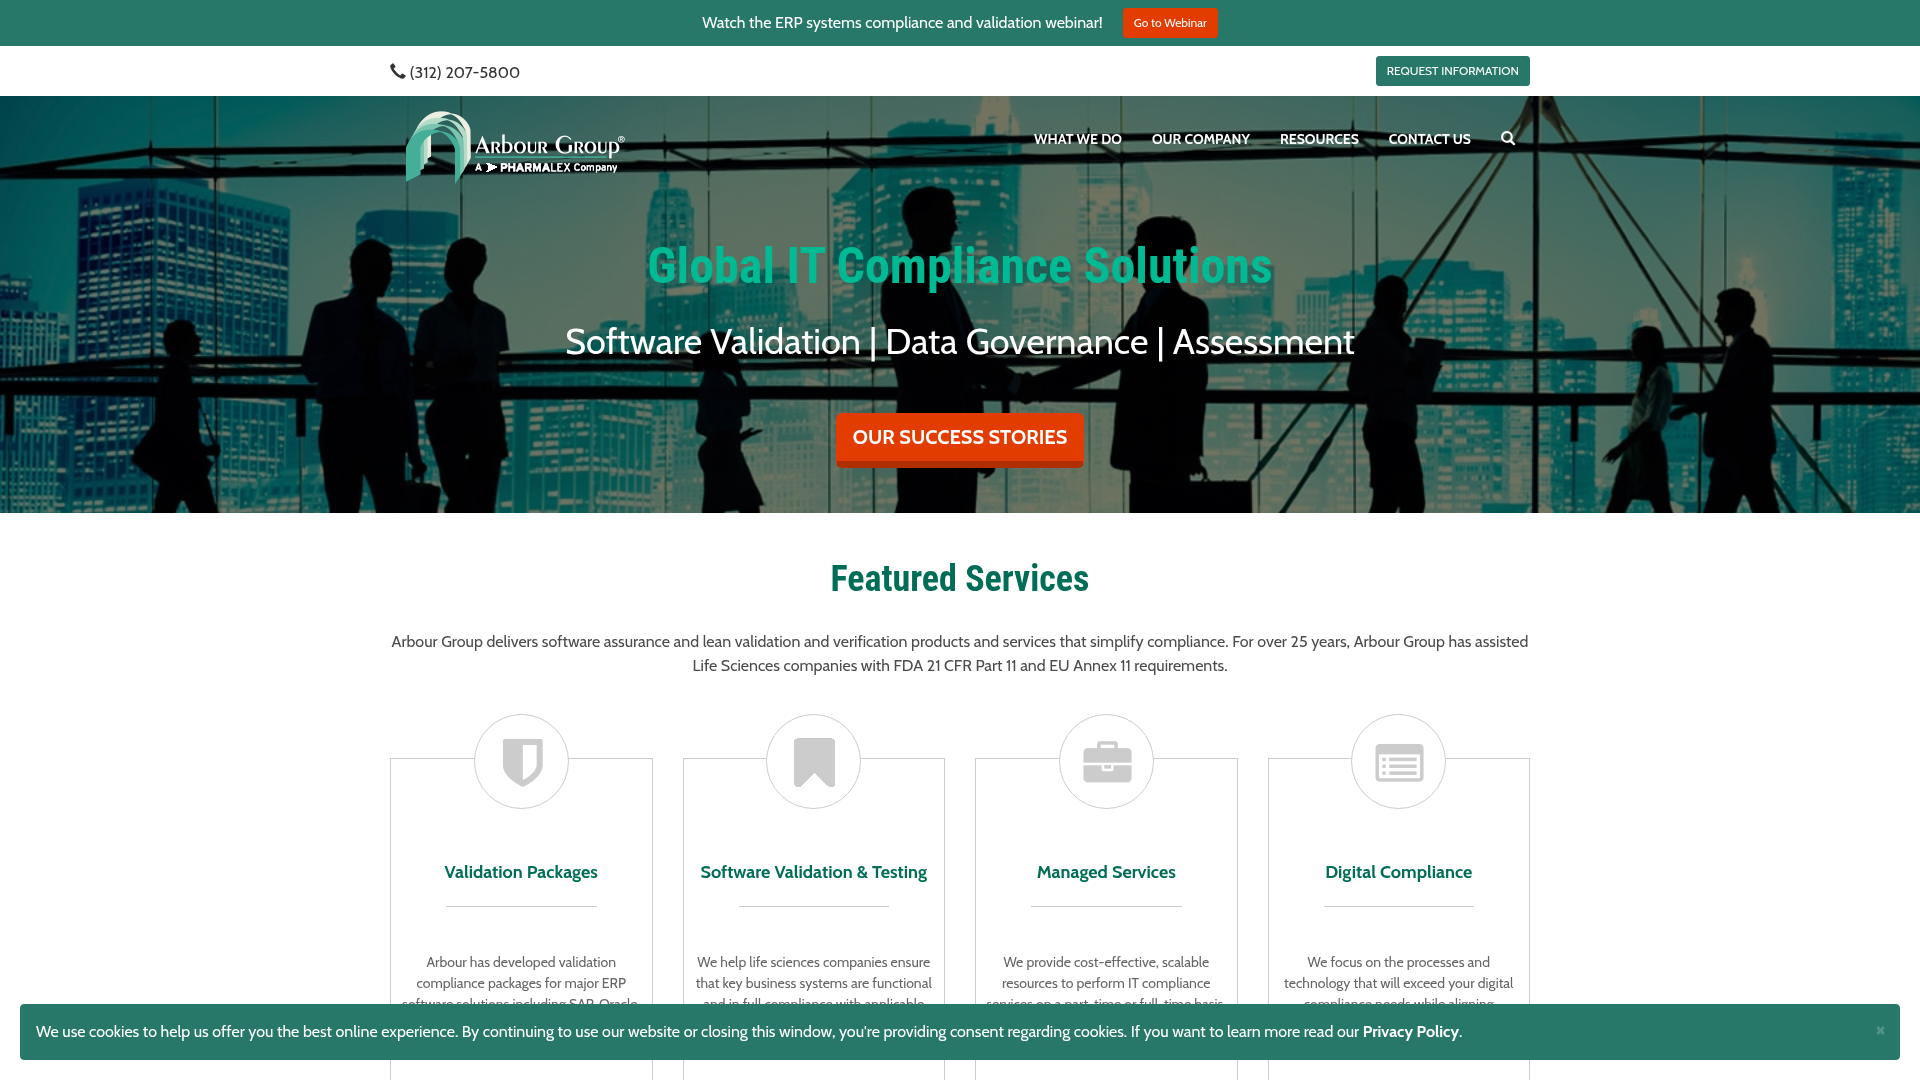 Watch the ERP systems compliance and validation webinar!
Go to Webinar
(312) 207-5800
REQUEST INFORMATION
ARBOUR GROUP®
A PHARMALEX Company
WHAT WE DO
OUR COMPANY
RESOURCES
CONTACT US
Global IT Compliance Solutions
Software Validation | Data Governance | Assessment
OUR SUCCESS STORIES
Featured Services
Arbour Group delivers software assurance and lean validation and verification products and services that simplify compliance. For over 25 years, Arbour Group has assisted
Life Sciences companies with FDA 21 CFR Part 11 and EU Annex 11 requirements.
Validation Packages
Arbour has developed validation
compliance packages for major ERP
software solutions including SAP, Oracle
Software Validation & Testing
We help life sciences companies ensure
that key business systems are functional
and in full compliance with applicable
Managed Services
We provide cost-effective, scalable
resources to perform IT compliance
services on a part-time or full-time basis
Digital Compliance
We focus on the processes and
technology that will exceed your digital
compliance needs while aligning
We use cookies to help us offer you the best online experience. By continuing to use our website or closing this window, you're providing consent regarding cookies. If you want to learn more read our Privacy Policy.
×